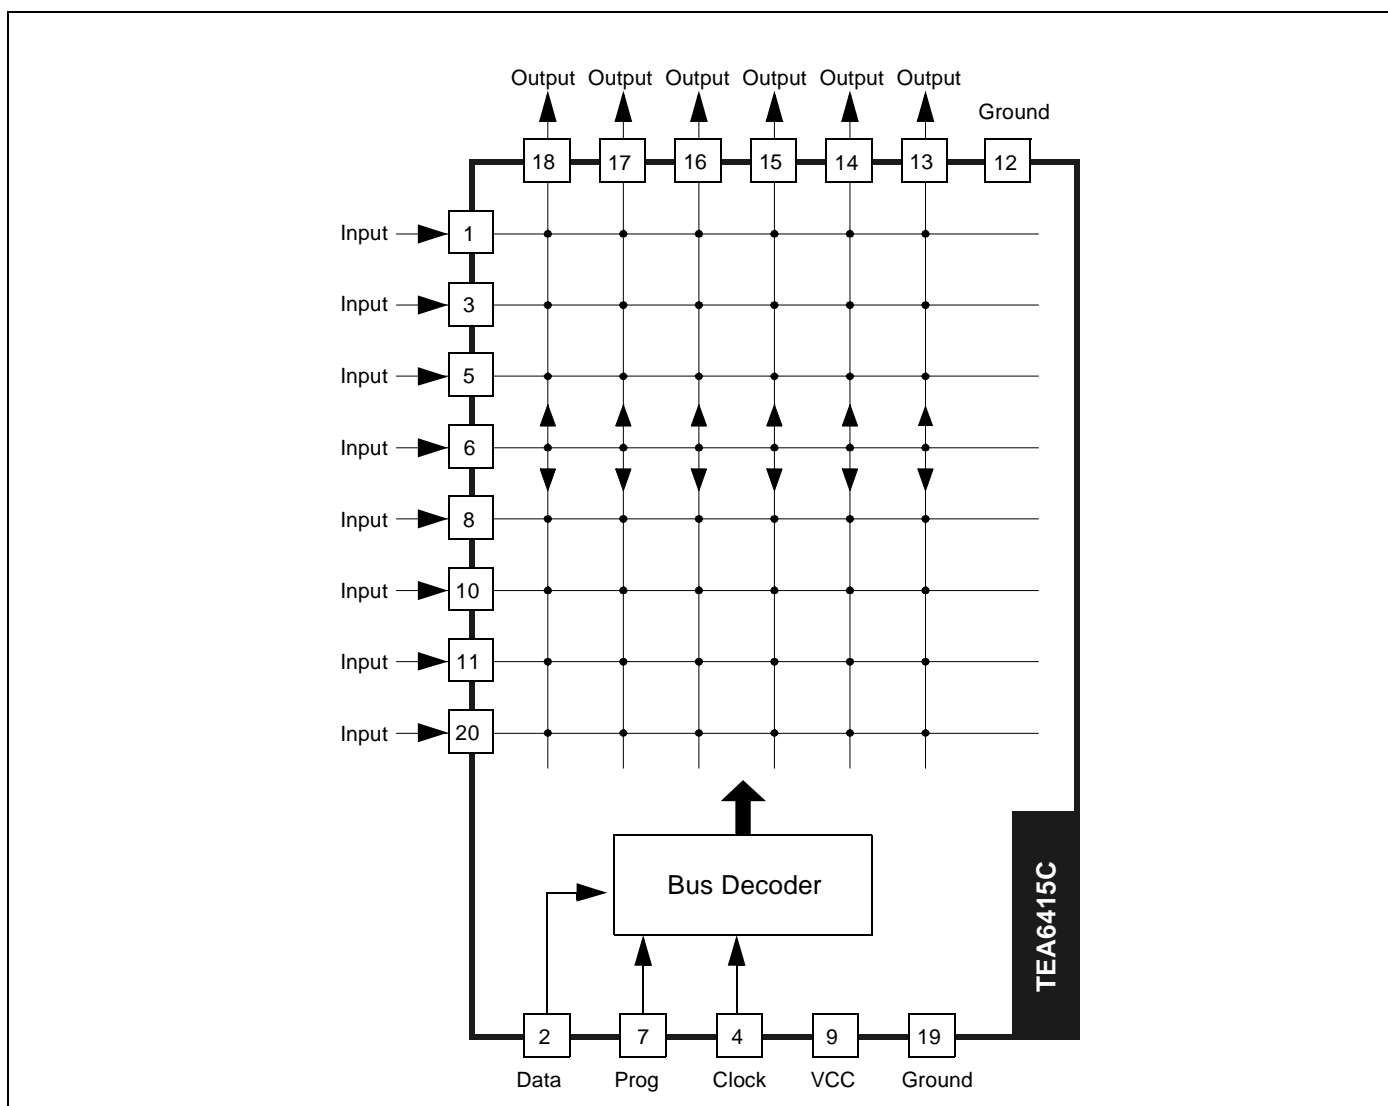 Output Output Output Output Output Output
Ground
18 17 16 15 14 13 12
Input 1
Input 3
Input 5
Input 6
Input 8
Input 10
Input 11
Input 20
Bus Decoder
TEA6415C
2 7 4 9 19
Data Prog Clock VCC Ground